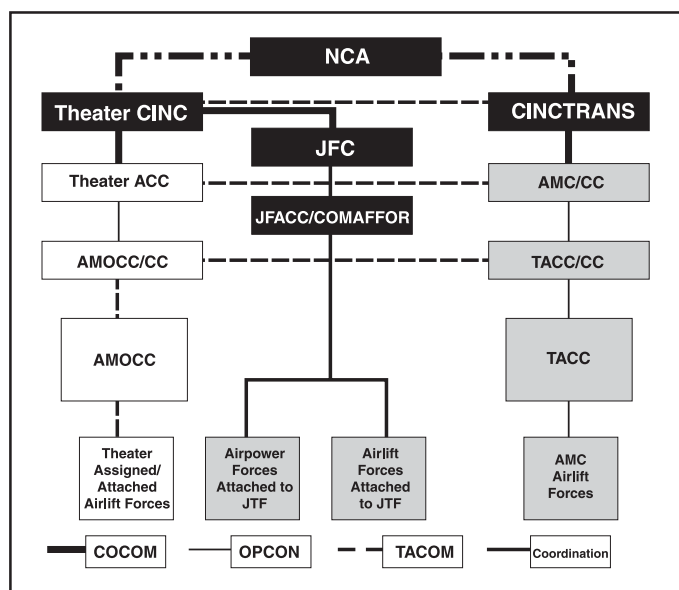 NCA
Theater CINC
CINCTRANS
JFC
Theater ACC
AMC/CC
JFACC/COMAFFOR
AMOCC/CC
TACC/CC
AMOCC
TACC
Theater
Assigned/
Attached
Airlift Forces
Airpower
Forces
Attached to
JTF
Airlift
Forces
Attached
to JTF
AMC
Airlift
Forces
COCOM
OPCON
TACOM
Coordination